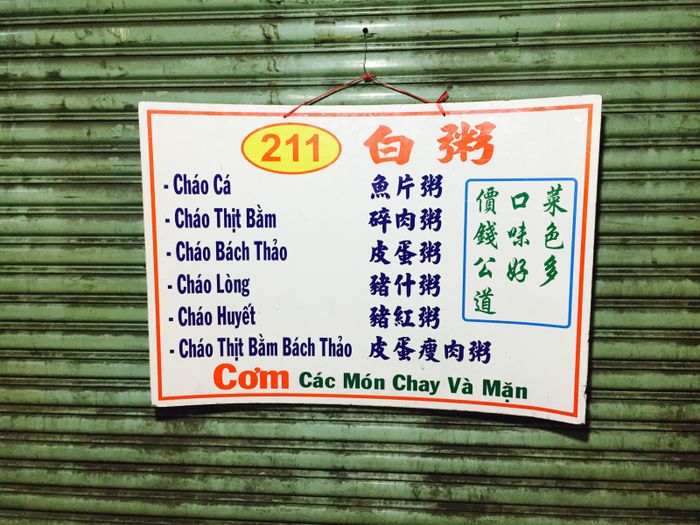 211 白粥
- Cháo Cá 魚片粥
- Cháo Thịt Bằm 碎肉粥
- Cháo Bách Thảo 皮蛋粥
- Cháo Lòng 豬什粥
- Cháo Huyết 豬紅粥
- Cháo Thịt Bằm Bách Thảo 皮蛋瘦肉粥
菜色多
口味好
價錢公道
Cơm Các Món Chay Và Mặn